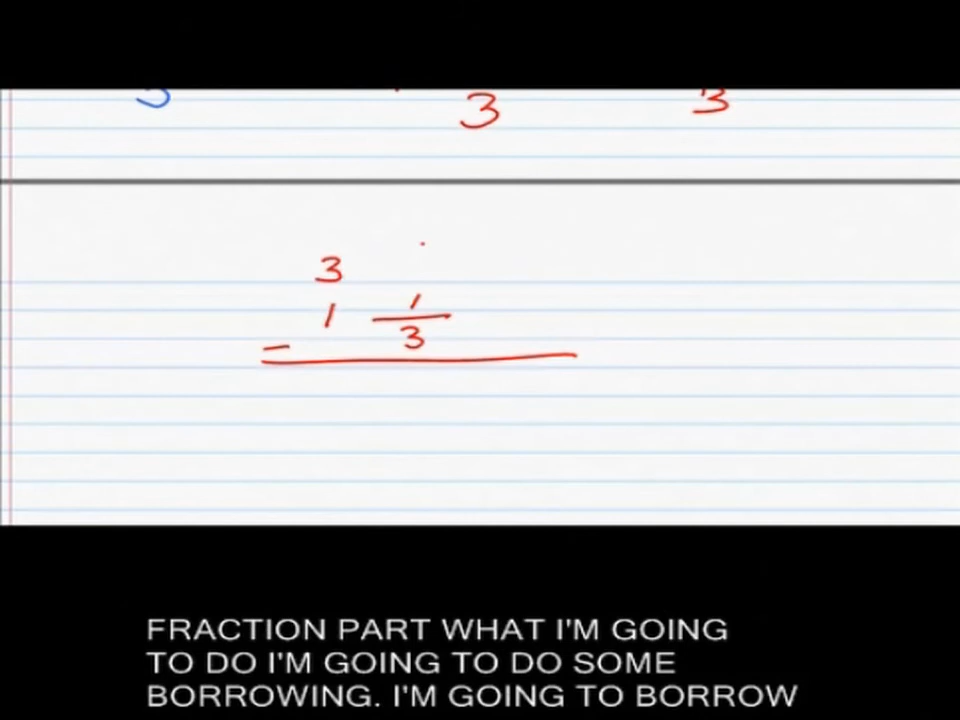 3 3
3
1 1/3
-
FRACTION PART WHAT I'M GOING
TO DO I'M GOING TO DO SOME
BORROWING. I'M GOING TO BORROW